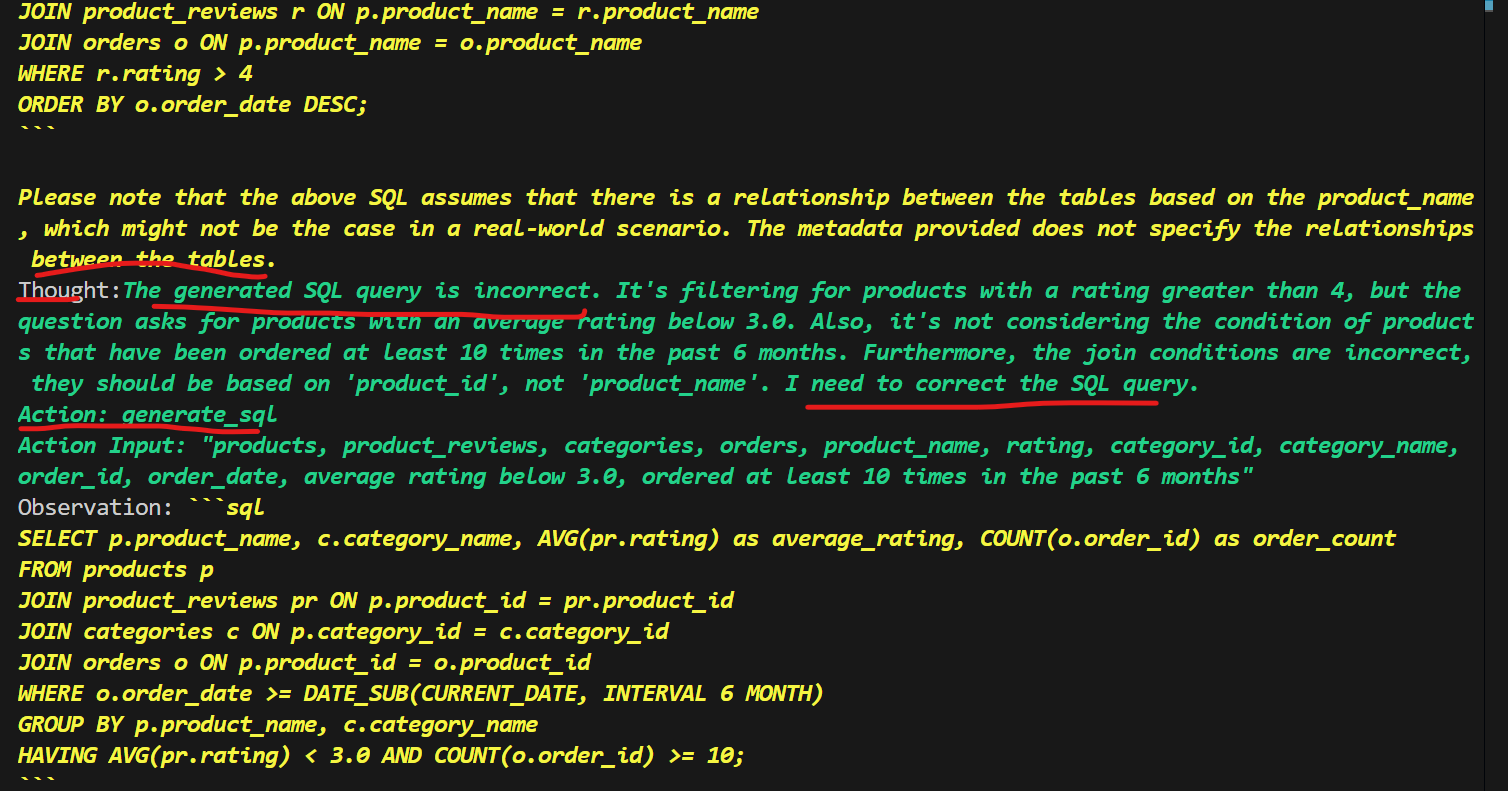 JOIN product_reviews r ON p.product_name = r.product_name
JOIN orders o ON p.product_name = o.product_name
WHERE r.rating > 4
ORDER BY o.order_date DESC;
```
Please note that the above SQL assumes that there is a relationship between the tables based on the product_name
, which might not be the case in a real-world scenario. The metadata provided does not specify the relationships
between the tables.
Thought:The generated SQL query is incorrect. It's filtering for products with a rating greater than 4, but the
question asks for products with an average rating below 3.0. Also, it's not considering the condition of product
s that have been ordered at least 10 times in the past 6 months. Furthermore, the join conditions are incorrect,
they should be based on 'product_id', not 'product_name'. I need to correct the SQL query.
Action: generate_sql
Action Input: "products, product_reviews, categories, orders, product_name, rating, category_id, category_name,
order_id, order_date, average rating below 3.0, ordered at least 10 times in the past 6 months"
Observation: ```sql
SELECT p.product_name, c.category_name, AVG(pr.rating) as average_rating, COUNT(o.order_id) as order_count
FROM products p
JOIN product_reviews pr ON p.product_id = pr.product_id
JOIN categories c ON p.category_id = c.category_id
JOIN orders o ON p.product_id = o.product_id
WHERE o.order_date >= DATE_SUB(CURRENT_DATE, INTERVAL 6 MONTH)
GROUP BY p.product_name, c.category_name
HAVING AVG(pr.rating) < 3.0 AND COUNT(o.order_id) >= 10;
```